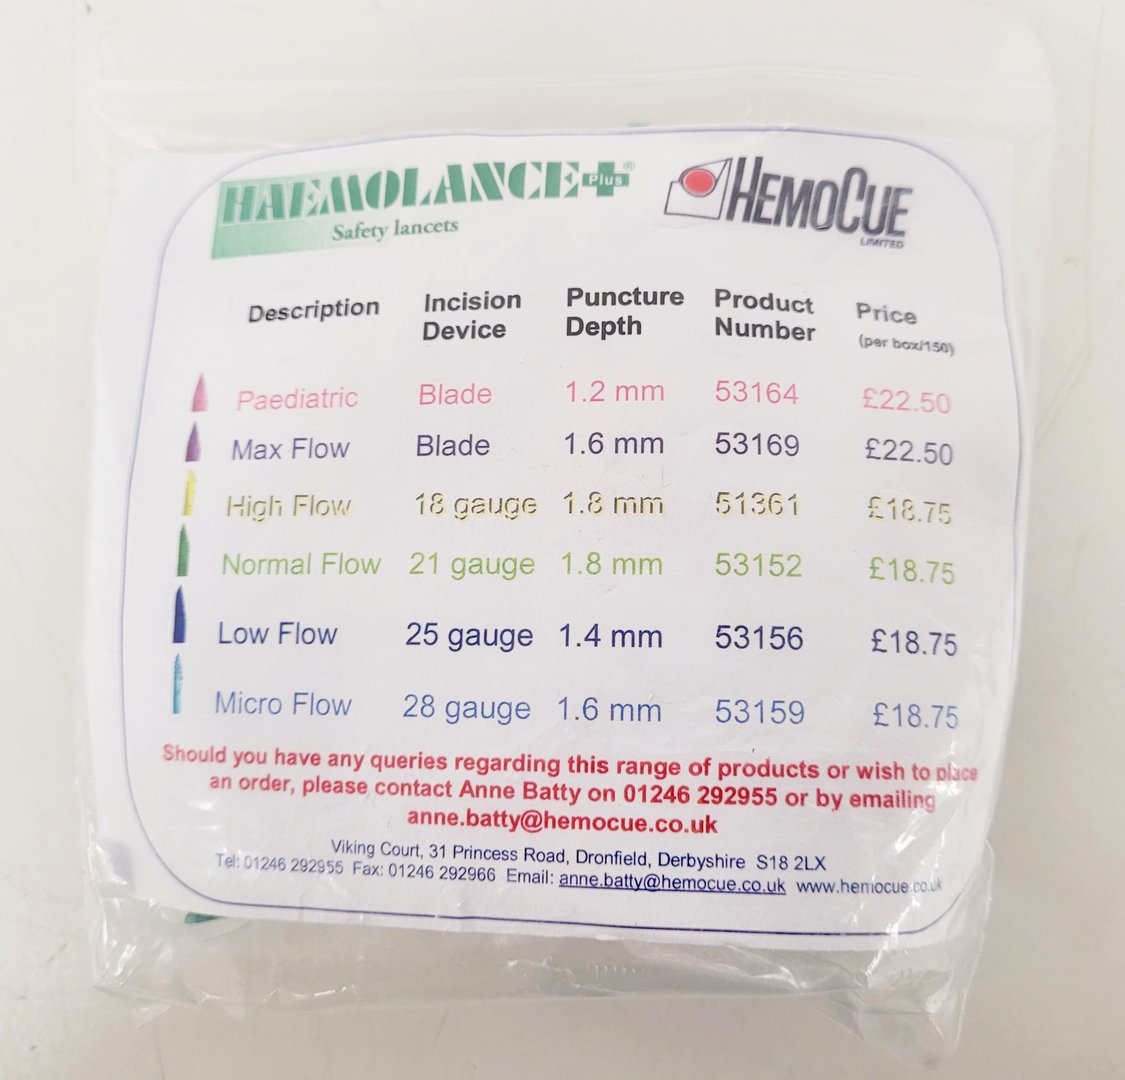 HAEMOLANCE Plus®
Safety lancets
HEMOCUE
LIMITED
Description Incision Device Puncture Depth Product Number Price (per box/150)
Paediatric Blade 1.2 mm 53164 £22.50
Max Flow Blade 1.6 mm 53169 £22.50
High Flow 18 gauge 1.8 mm 51361 £18.75
Normal Flow 21 gauge 1.8 mm 53152 £18.75
Low Flow 25 gauge 1.4 mm 53156 £18.75
Micro Flow 28 gauge 1.6 mm 53159 £18.75
Should you have any queries regarding this range of products or wish to place
an order, please contact Anne Batty on 01246 292955 or by emailing
anne.batty@hemocue.co.uk
Viking Court, 31 Princess Road, Dronfield, Derbyshire S18 2LX
Tel: 01246 292955 Fax: 01246 292966 Email: anne.batty@hemocue.co.uk www.hemocue.co.uk